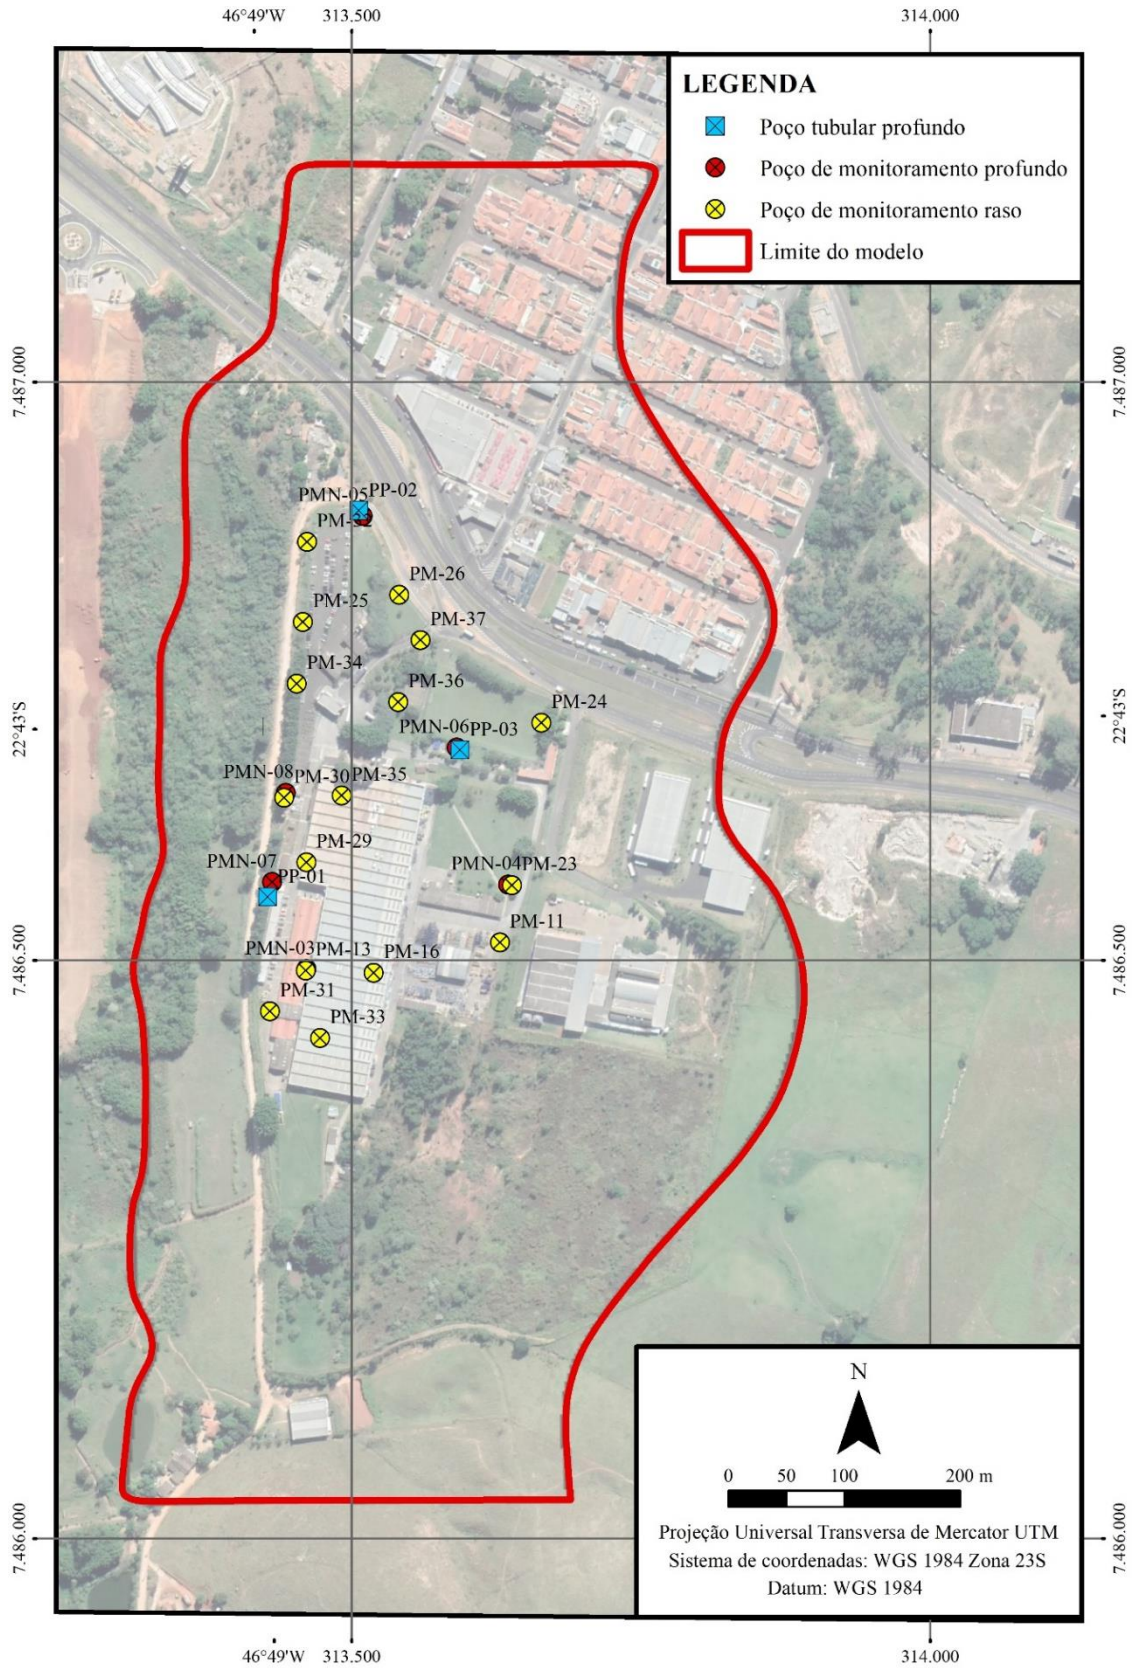 46°49'W
313.500
314.000
LEGENDA
Poço tubular profundo
Poço de monitoramento profundo
Poço de monitoramento raso
Limite do modelo
7.487.000
7.487.000
PMN-05
PP-02
PM-32
PM-26
PM-25
PM-37
PM-34
PM-36
PM-24
22°43'S
22°43'S
PMN-06
PP-03
PMN-08
PM-30
PM-35
PM-29
PMN-07
PP-01
PMN-04
PM-23
PM-11
PMN-03
PM-13
PM-16
7.486.500
7.486.500
PM-31
PM-33
N
0 50 100 200 m
Projeção Universal Transversa de Mercator UTM
Sistema de coordenadas: WGS 1984 Zona 23S
Datum: WGS 1984
7.486.000
7.486.000
46°49'W
313.500
314.000